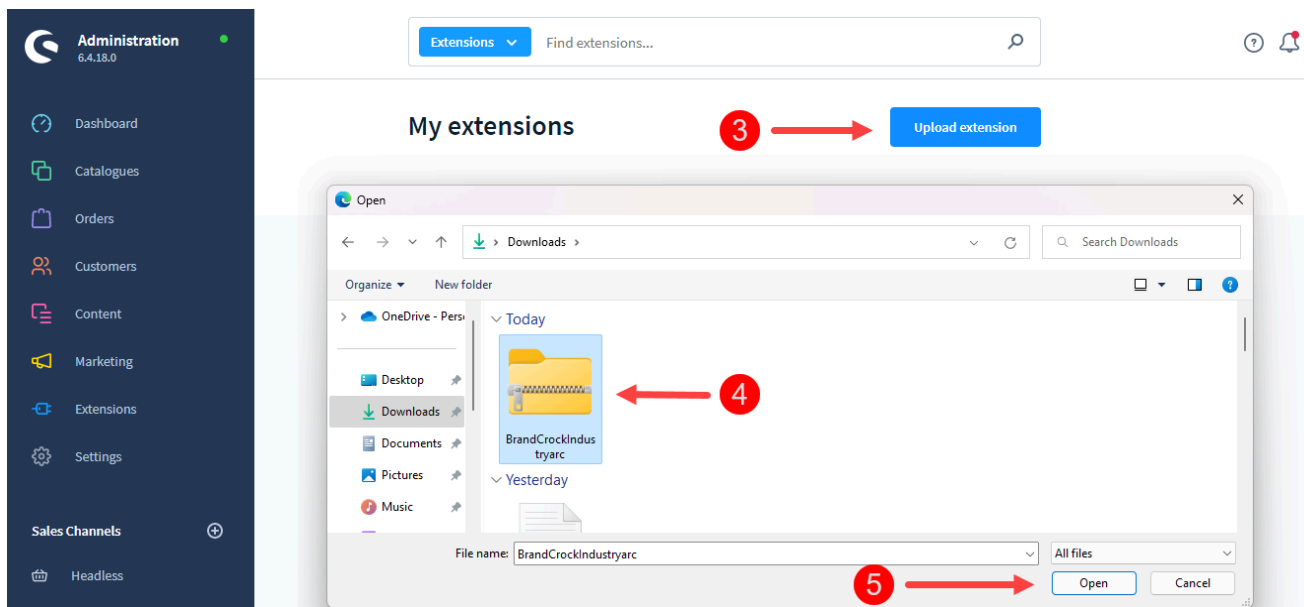 Administration
6.4.18.0
Extensions
Find extensions...
?
Dashboard
Catalogues
Orders
Customers
Content
Marketing
Extensions
Settings
Sales Channels
Headless
My extensions
3
Upload extension
Open
Downloads
Search Downloads
Organize
New folder
?
OneDrive - Pers
Desktop
Downloads
Documents
Pictures
Music
Today
BrandCrockIndus
tryarc
4
Yesterday
File name:
BrandCrockIndustryarc
All files
5
Open
Cancel